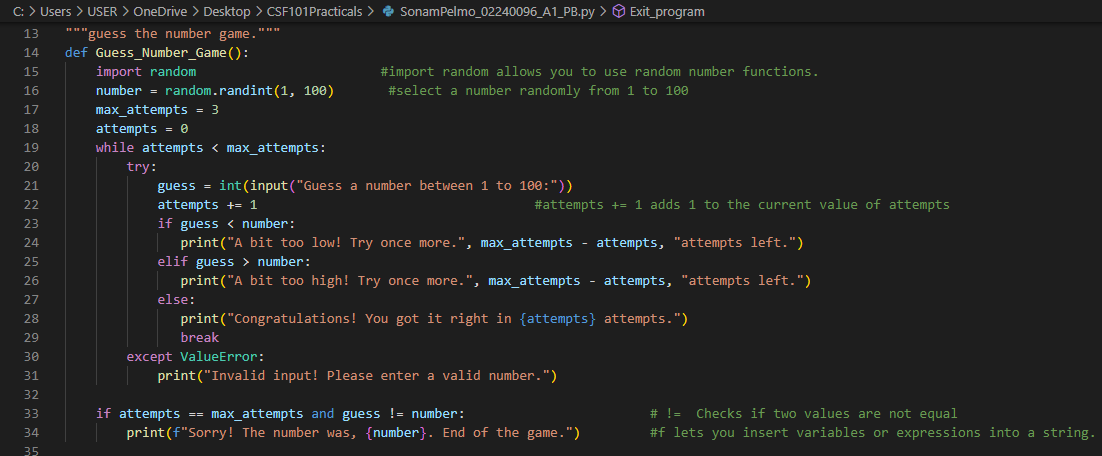 C: > Users > USER > OneDrive > Desktop > CSF101Practicals > SonamPelmo_02240096_A1_PB.py > Exit_program
13 """guess the number game."""
14 def Guess_Number_Game():
15     import random                        #import random allows you to use random number functions.
16     number = random.randint(1, 100)       #select a number randomly from 1 to 100
17     max_attempts = 3
18     attempts = 0
19     while attempts < max_attempts:
20         try:
21             guess = int(input("Guess a number between 1 to 100:"))
22             attempts += 1                                    #attempts += 1 adds 1 to the current value of attempts
23             if guess < number:
24                print("A bit too low! Try once more.", max_attempts - attempts, "attempts left.")
25             elif guess > number:
26                print("A bit too high! Try once more.", max_attempts - attempts, "attempts left.")
27             else:
28                print("Congratulations! You got it right in {attempts} attempts.")
29                break
30         except ValueError:
31             print("Invalid input! Please enter a valid number.")
32
33     if attempts == max_attempts and guess != number:                        # !=  Checks if two values are not equal
34         print(f"Sorry! The number was, {number}. End of the game.")         #f lets you insert variables or expressions into a string.
35